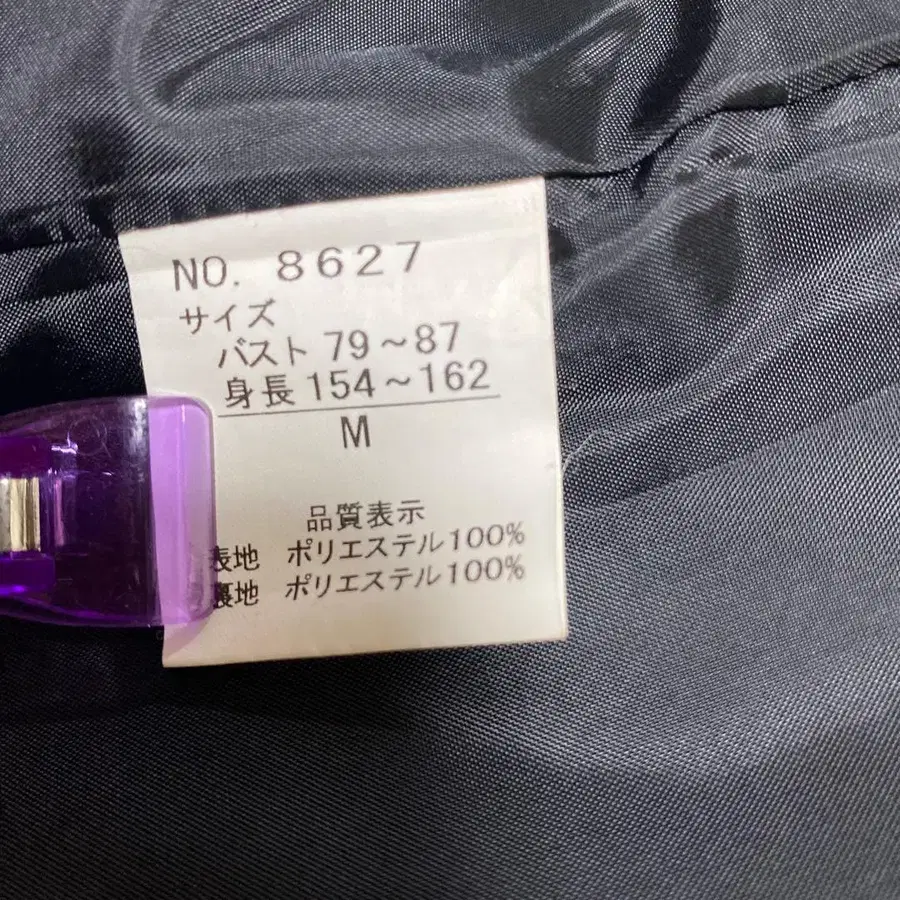 NO. 8627
サイズ
バスト 79～87
身長 154～162
M
品質表示
表地 ポリエステル100%
裏地 ポリエステル100%